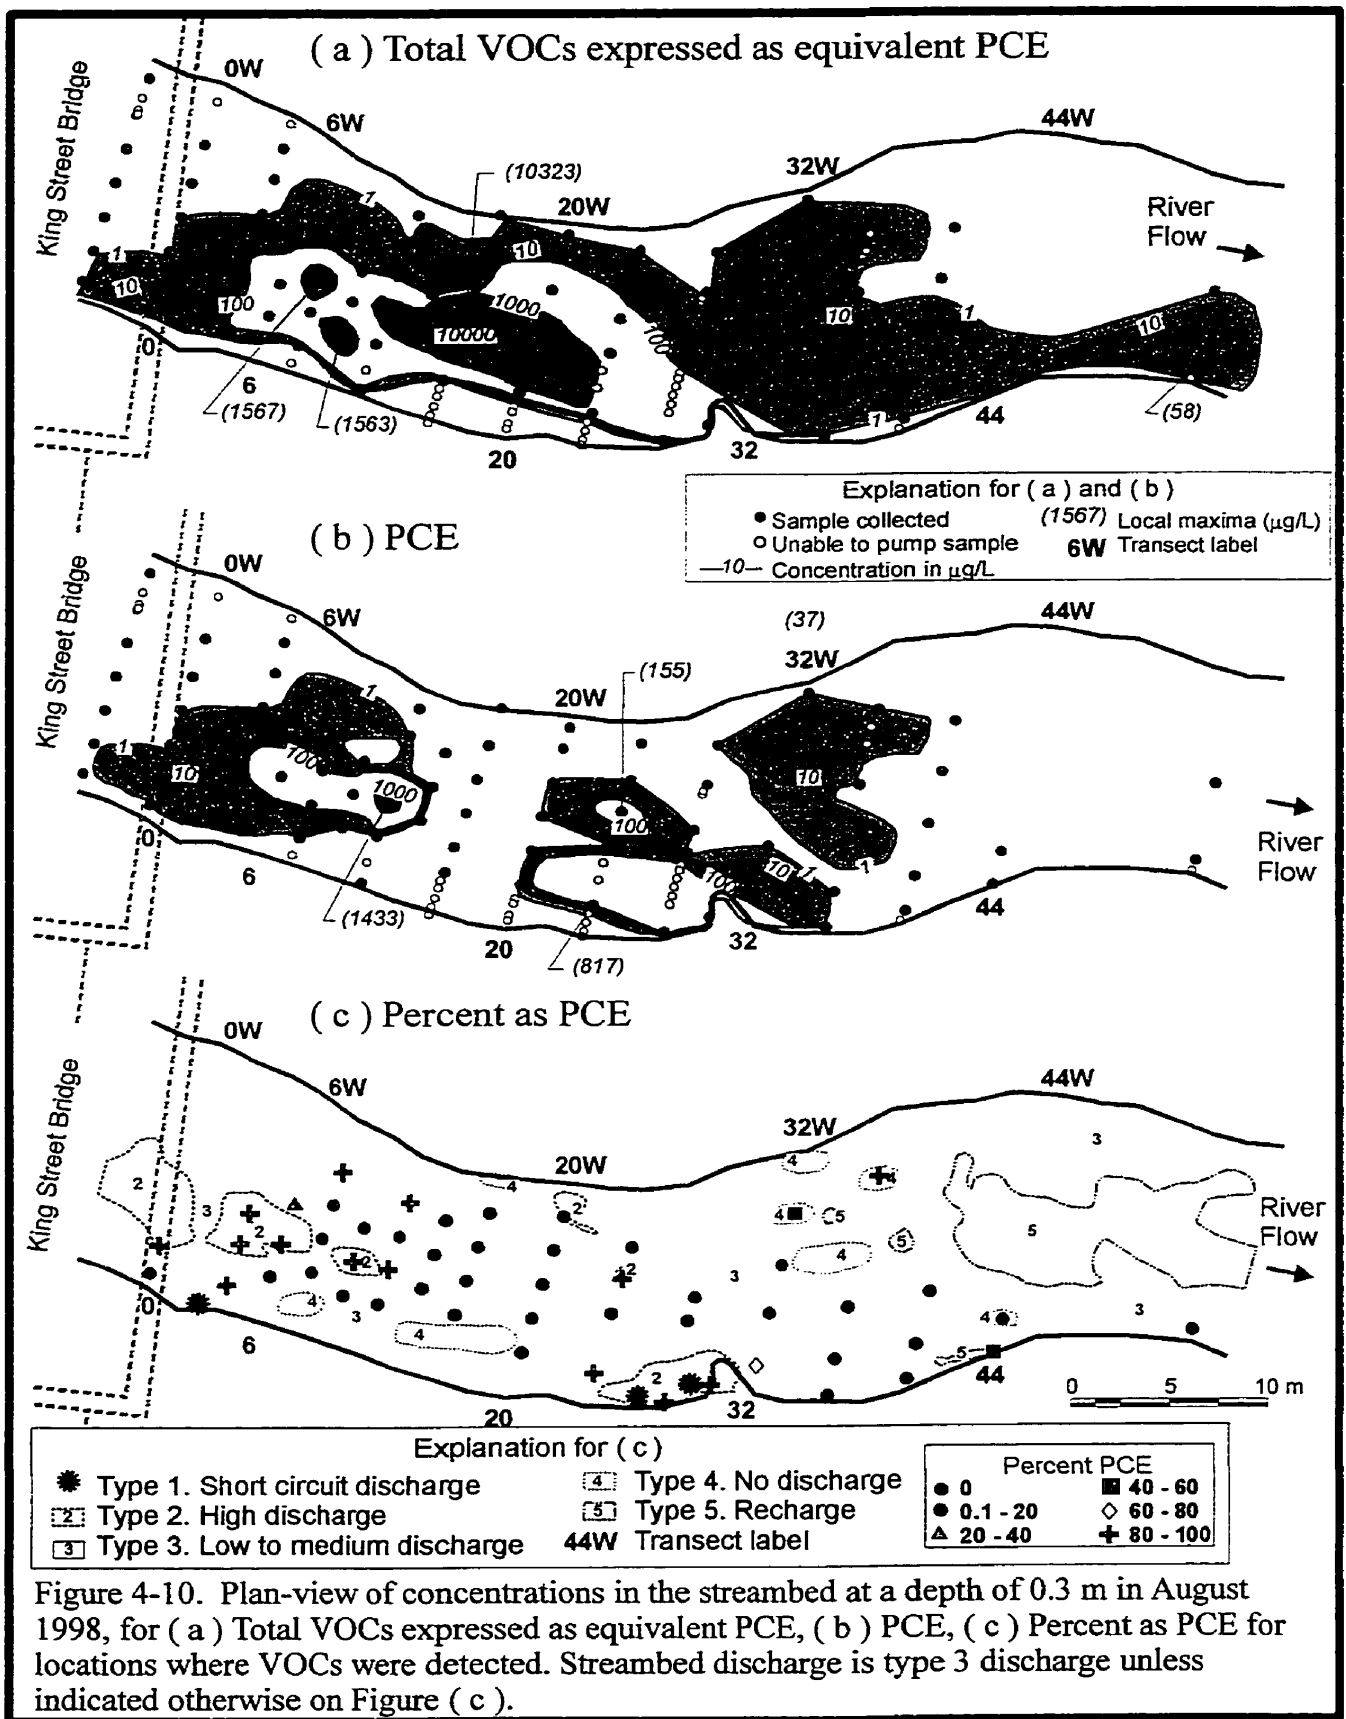 ( a ) Total VOCs expressed as equivalent PCE
King Street Bridge
0W
6W
(10323)
20W
32W
44W
River
Flow
1
10
1
10
100
1000
10000
100
10
1
10
1
0
6
(1567)
(1563)
20
32
44
(58)
Explanation for ( a ) and ( b )
Sample collected
(1567) Local maxima (µg/L)
Unable to pump sample
6W Transect label
—10— Concentration in µg/L
( b ) PCE
King Street Bridge
0W
6W
20W
(155)
(37)
32W
44W
1
10
1
100
1000
100
100
10
1
10
1
River
Flow
0
6
(1433)
20
(817)
32
44
( c ) Percent as PCE
King Street Bridge
0W
6W
20W
32W
44W
2
3
2
2
4
3
4
4
2
2
2
3
4
4
4
5
4
5
5
3
4
5
3
River
Flow
0
6
20
32
44
0 5 10 m
Explanation for ( c )
Type 1. Short circuit discharge
2 Type 2. High discharge
3 Type 3. Low to medium discharge
4 Type 4. No discharge
5 Type 5. Recharge
44W Transect label
Percent PCE
0
0.1 - 20
20 - 40
40 - 60
60 - 80
80 - 100
Figure 4-10. Plan-view of concentrations in the streambed at a depth of 0.3 m in August
1998, for ( a ) Total VOCs expressed as equivalent PCE, ( b ) PCE, ( c ) Percent as PCE for
locations where VOCs were detected. Streambed discharge is type 3 discharge unless
indicated otherwise on Figure ( c ).